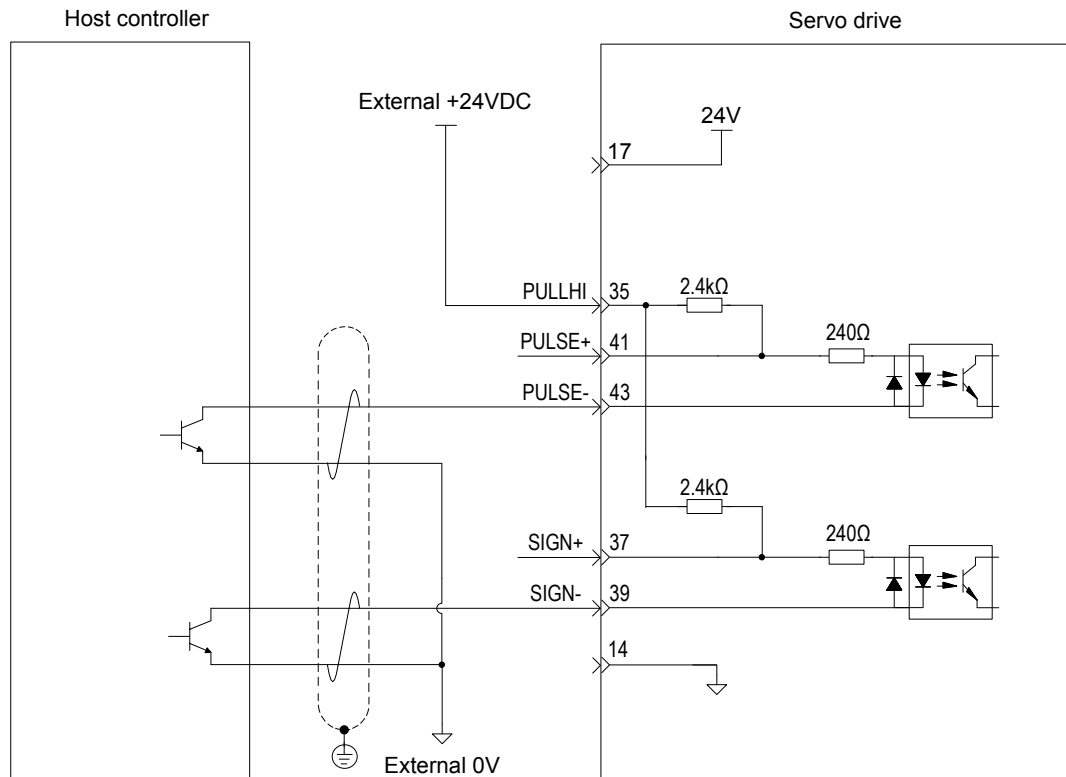 Host controller
Servo drive
External +24VDC
24V
17
PULLHI 35 2.4kΩ
PULSE+ 41 240Ω
PULSE- 43
2.4kΩ
SIGN+ 37 240Ω
SIGN- 39
14
External 0V